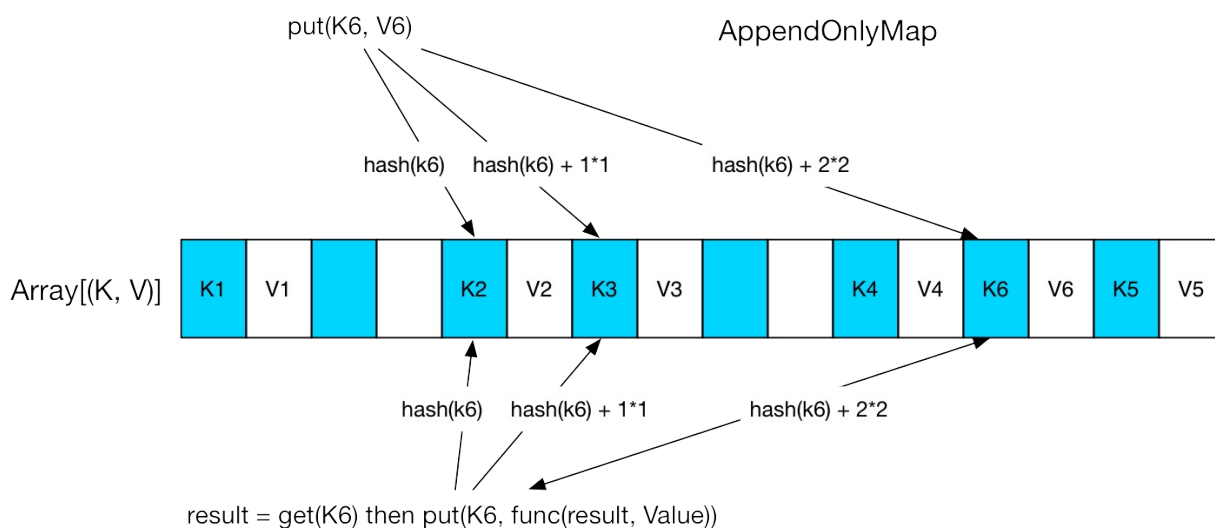 put(K6, V6)
AppendOnlyMap
hash(k6)
hash(k6) + 1*1
hash(k6) + 2*2
Array[(K, V)]
K1
V1
K2
V2
K3
V3
K4
V4
K6
V6
K5
V5
hash(k6)
hash(k6) + 1*1
hash(k6) + 2*2
result = get(K6) then put(K6, func(result, Value))